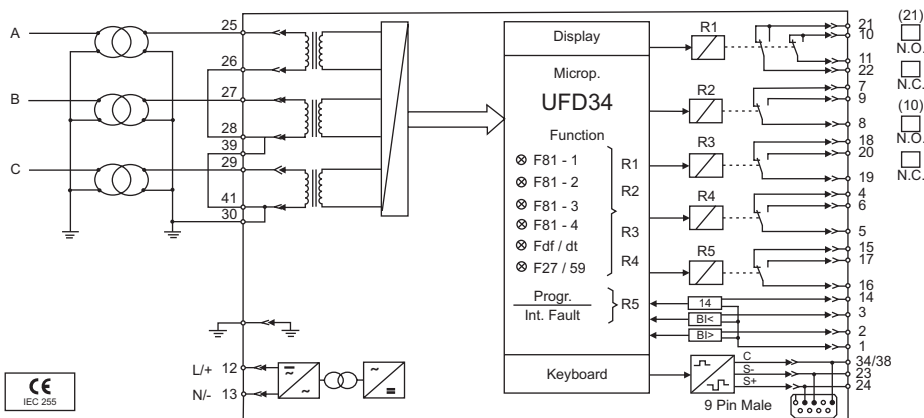 A
B
C
25
26
27
28
39
29
41
30
L/+ 12
N/- 13
CE
IEC 255
Display
Microp.
UFD34
Function
F81 - 1
F81 - 2
F81 - 3
F81 - 4
Fdf / dt
F27 / 59
R1
R2
R3
R4
Progr.
Int. Fault
R5
Keyboard
R1
R2
R3
R4
R5
14
BI<
BI>
C
S-
S+
9 Pin Male
21
10
11
22
7
9
8
18
20
19
4
6
5
15
17
16
14
3
2
1
34/38
23
24
(21)
N.O.
N.C.
(10)
N.O.
N.C.